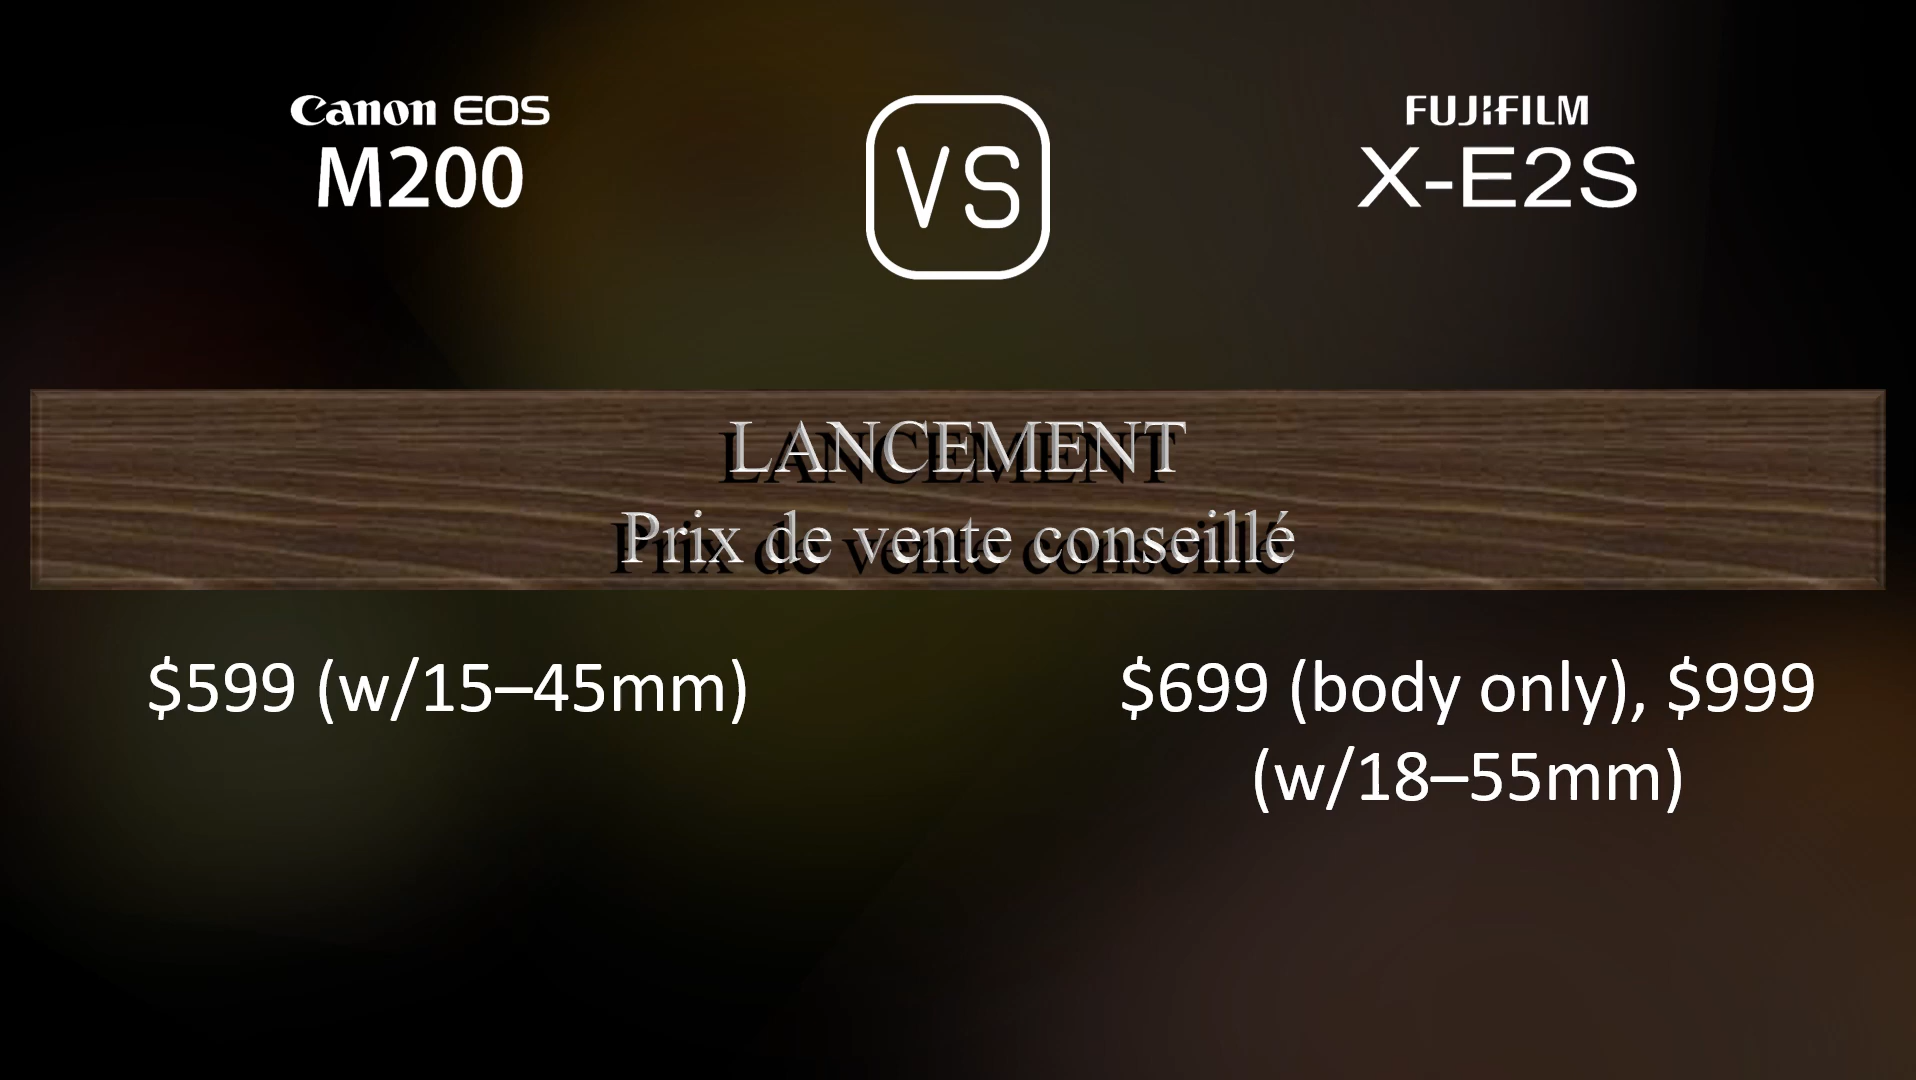 Canon EOS
M200
VS
FUJIFILM
X-E2S
LANCEMENT
Prix de vente conseillé
$599 (w/15–45mm)
$699 (body only), $999
(w/18–55mm)